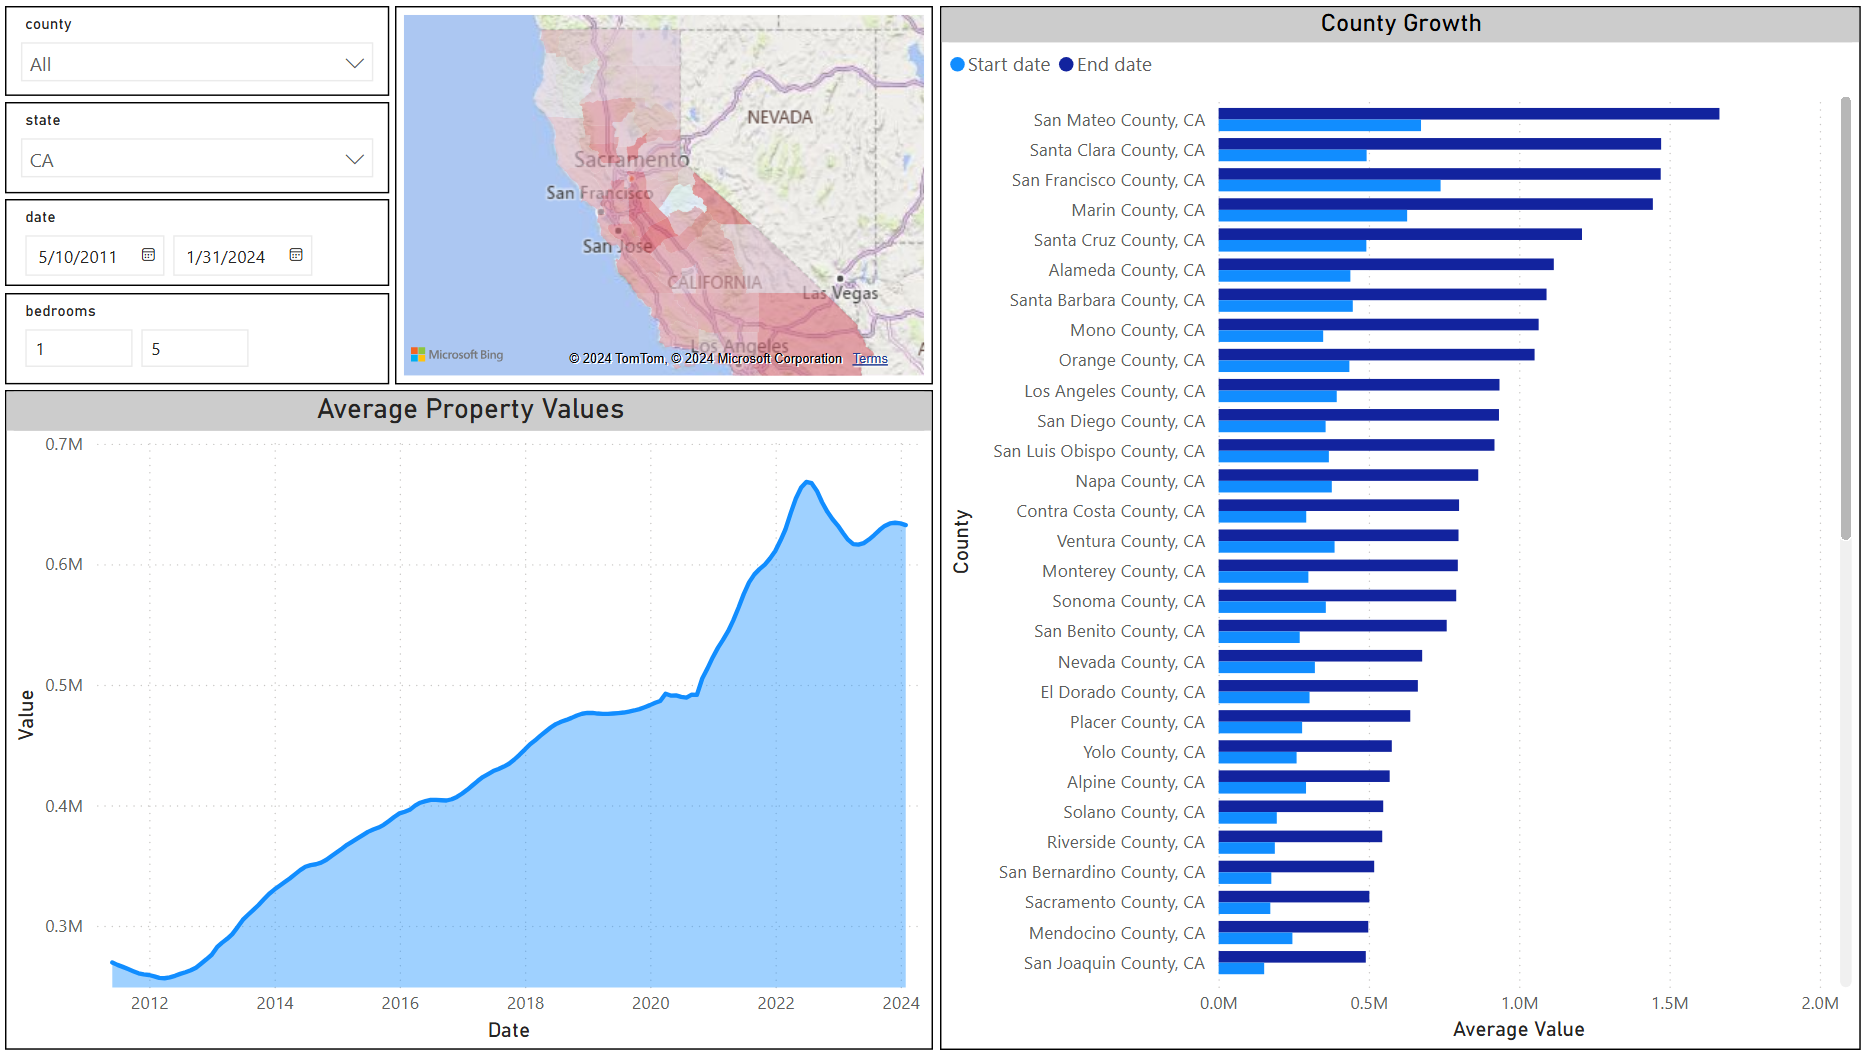 county
All
state
CA
date
5/10/2011
1/31/2024
bedrooms
1
5
NEVADA
Sacramento
San Francisco
San Jose
CALIFORNIA
Las Vegas
Los Angeles
Microsoft Bing
© 2024 TomTom, © 2024 Microsoft Corporation Terms
Average Property Values
0.7M
0.6M
0.5M
0.4M
0.3M
Value
2012 2014 2016 2018 2020 2022 2024
Date
County Growth
Start date End date
San Mateo County, CA
Santa Clara County, CA
San Francisco County, CA
Marin County, CA
Santa Cruz County, CA
Alameda County, CA
Santa Barbara County, CA
Mono County, CA
Orange County, CA
Los Angeles County, CA
San Diego County, CA
San Luis Obispo County, CA
Napa County, CA
Contra Costa County, CA
Ventura County, CA
Monterey County, CA
Sonoma County, CA
San Benito County, CA
Nevada County, CA
El Dorado County, CA
Placer County, CA
Yolo County, CA
Alpine County, CA
Solano County, CA
Riverside County, CA
San Bernardino County, CA
Sacramento County, CA
Mendocino County, CA
San Joaquin County, CA
County
0.0M 0.5M 1.0M 1.5M 2.0M
Average Value